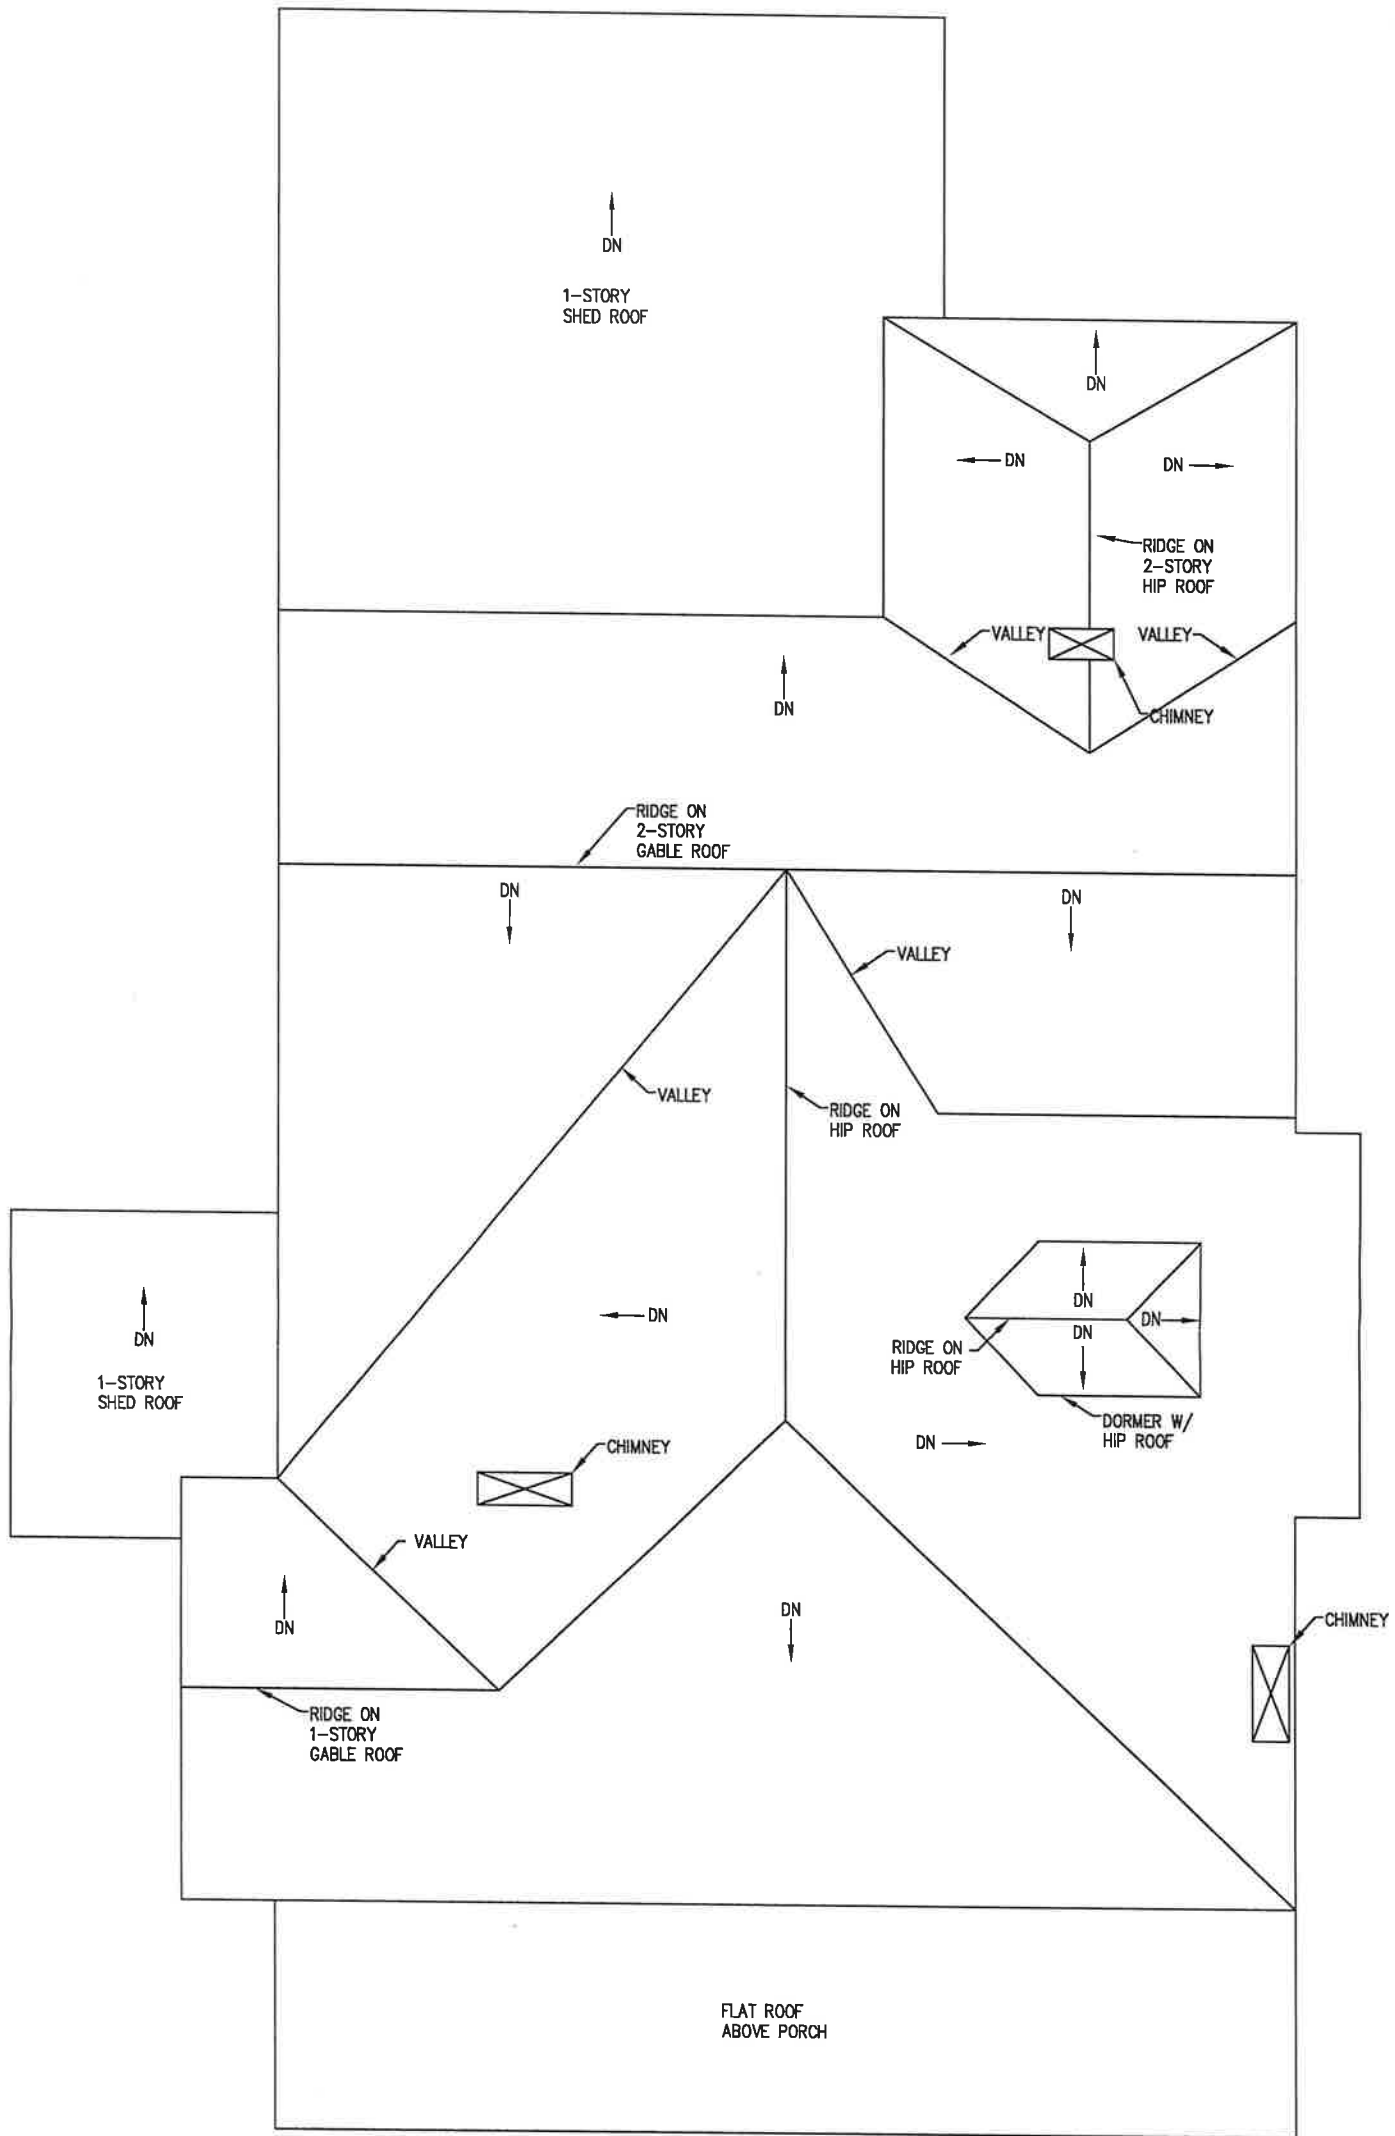 DN
1-STORY
SHED ROOF
DN
DN
DN
RIDGE ON
2-STORY
HIP ROOF
VALLEY
VALLEY
CHIMNEY
DN
RIDGE ON
2-STORY
GABLE ROOF
DN
DN
VALLEY
VALLEY
RIDGE ON
HIP ROOF
DN
DN
DN
DN
DN
RIDGE ON
HIP ROOF
1-STORY
SHED ROOF
DORMER W/
HIP ROOF
DN
CHIMNEY
VALLEY
DN
DN
CHIMNEY
RIDGE ON
1-STORY
GABLE ROOF
FLAT ROOF
ABOVE PORCH